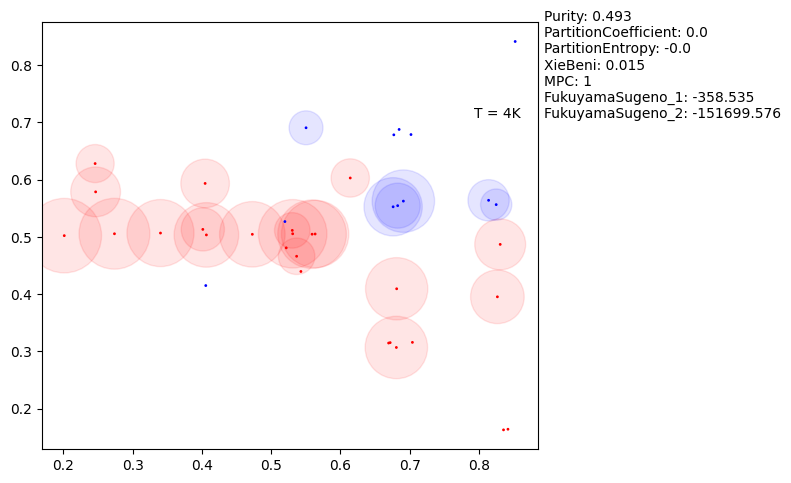 Purity: 0.493
PartitionCoefficient: 0.0
PartitionEntropy: -0.0
XieBeni: 0.015
MPC: 1
FukuyamaSugeno_1: -358.535
FukuyamaSugeno_2: -151699.576
T = 4K
0.8
0.7
0.6
0.5
0.4
0.3
0.2
0.2 0.3 0.4 0.5 0.6 0.7 0.8